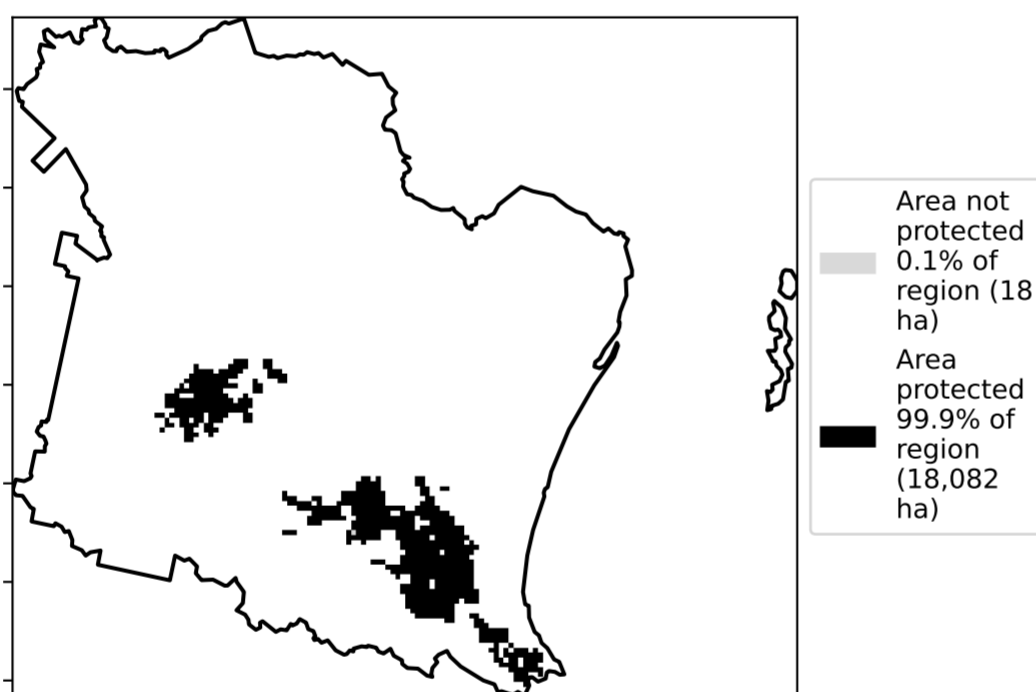 Area not
protected
0.1% of
region (18
ha)
Area
protected
99.9% of
region
(18,082
ha)